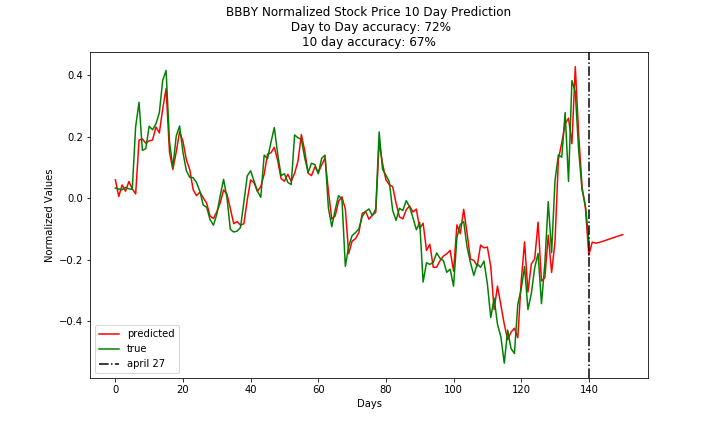 BBBY Normalized Stock Price 10 Day Prediction
Day to Day accuracy: 72%
10 day accuracy: 67%
0.4
0.2
0.0
−0.2
−0.4
Normalized Values
predicted
true
april 27
0 20 40 60 80 100 120 140
Days